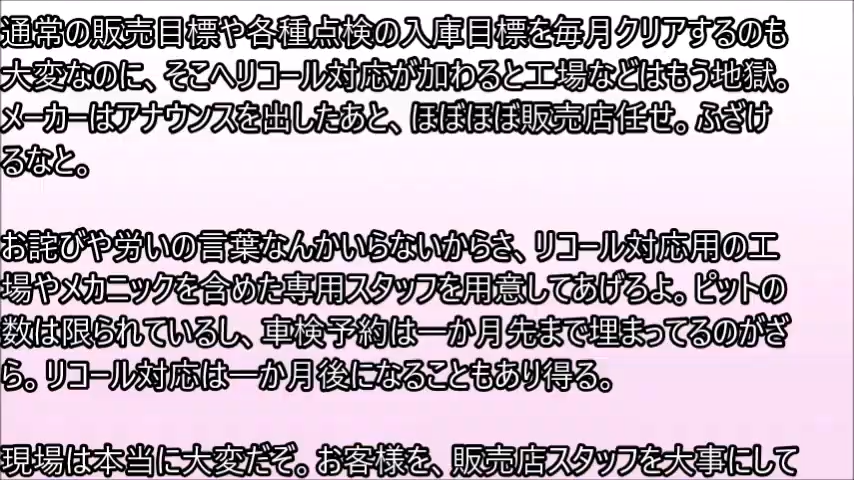 通常の販売目標や各種点検の入庫目標を毎月クリアするのも
大変なのに、そこへリコール対応が加わると工場などはもう地獄。
メーカーはアナウンスを出したあと、ほぼほぼ販売店任せ。ふざけ
るなと。
お詫びや労いの言葉なんかいらないからさ、リコール対応用の工
場やメカニックを含めた専用スタッフを用意してあげろよ。ピットの
数は限られているし、車検予約は一か月先まで埋まってるのがざ
ら。リコール対応は一か月後になることもあり得る。
現場は本当に大変だぞ。お客様を、販売店スタッフを大事にして